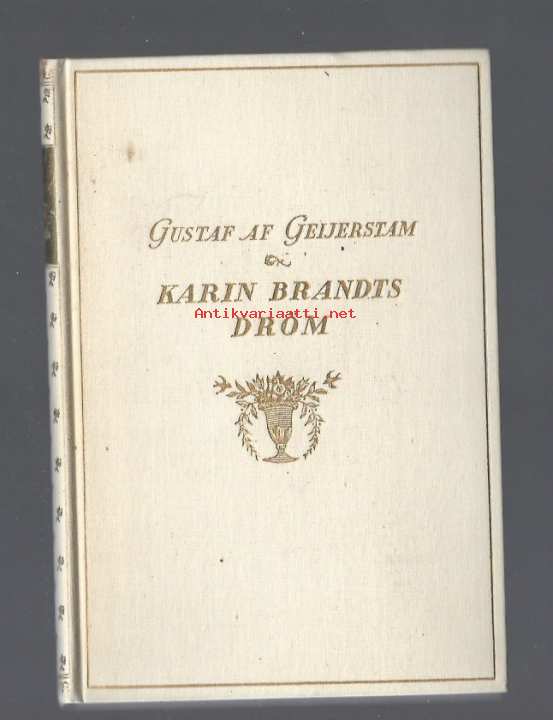 GUSTAF AF GEIJERSTAM
KARIN BRANDTS
Antikvariaatti.net
DRÖM